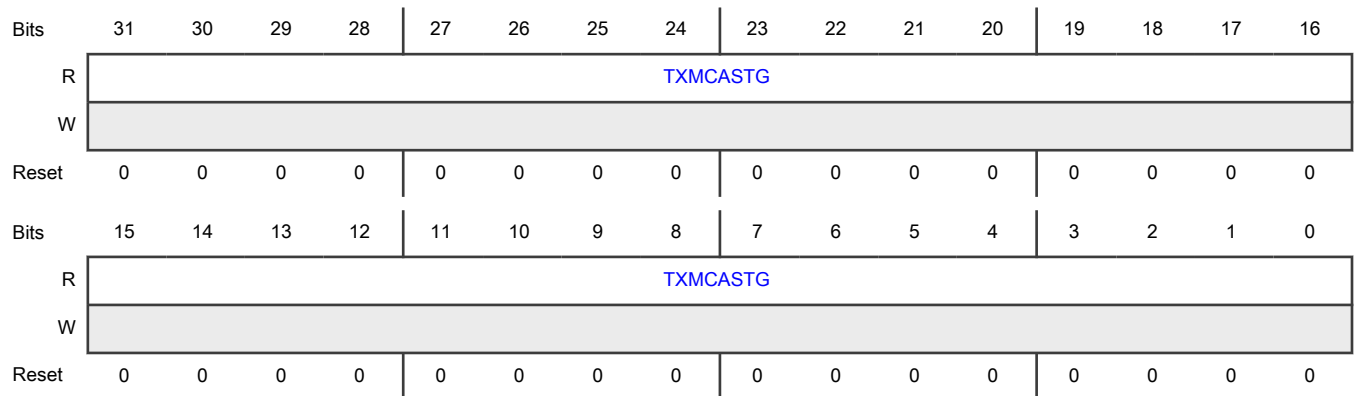 Bits 31 30 29 28 27 26 25 24 23 22 21 20 19 18 17 16
R TXMCASTG
W
Reset 0 0 0 0 0 0 0 0 0 0 0 0 0 0 0 0
Bits 15 14 13 12 11 10 9 8 7 6 5 4 3 2 1 0
R TXMCASTG
W
Reset 0 0 0 0 0 0 0 0 0 0 0 0 0 0 0 0